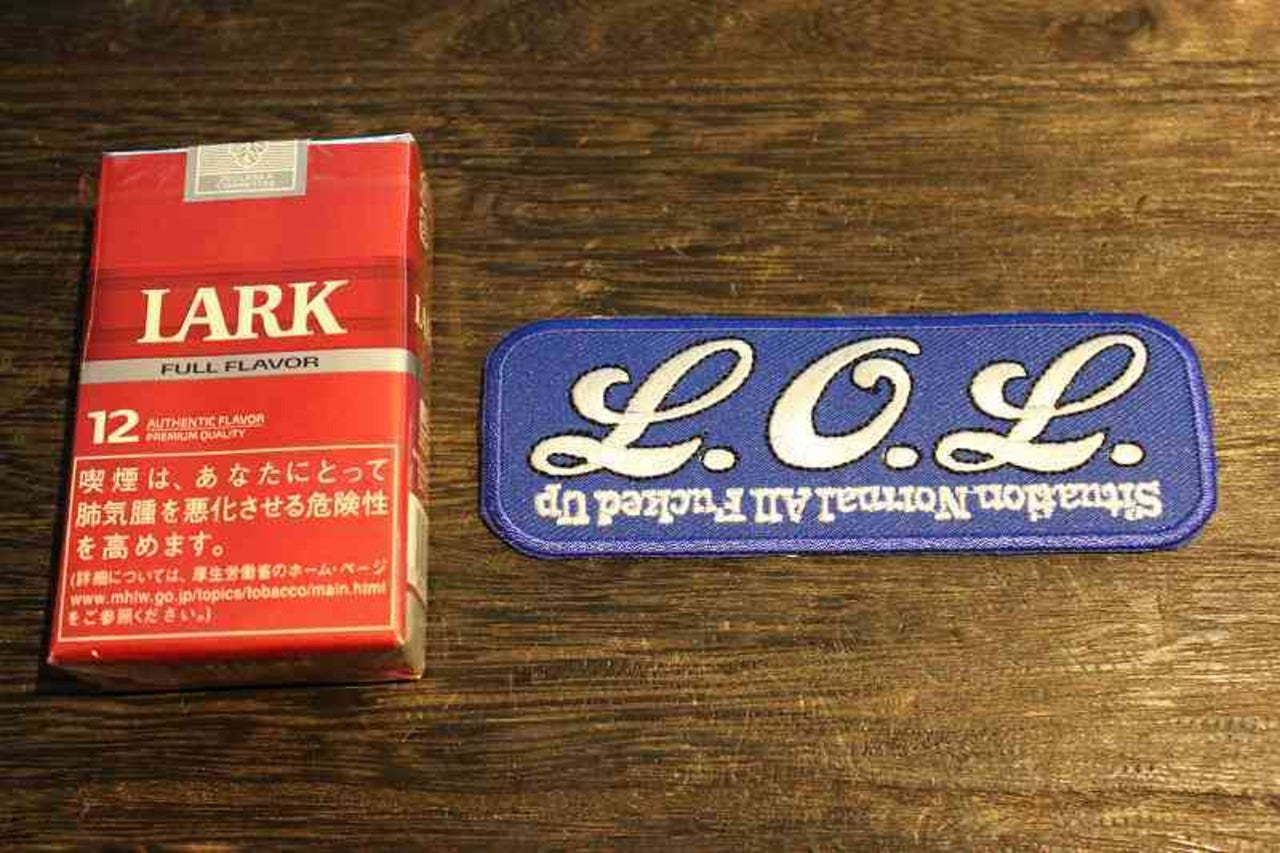 LARK
FULL FLAVOR
12 AUTHENTIC FLAVOR
PREMIUM QUALITY
喫煙は、あなたにとって
肺気腫を悪化させる危険性
を高めます。
(詳細については、厚生労働省のホーム・ページ
www.mhlw.go.jp/topics/tobacco/main.html
をご参照ください。)
L.O.L.
Situation Normal All Fucked Up